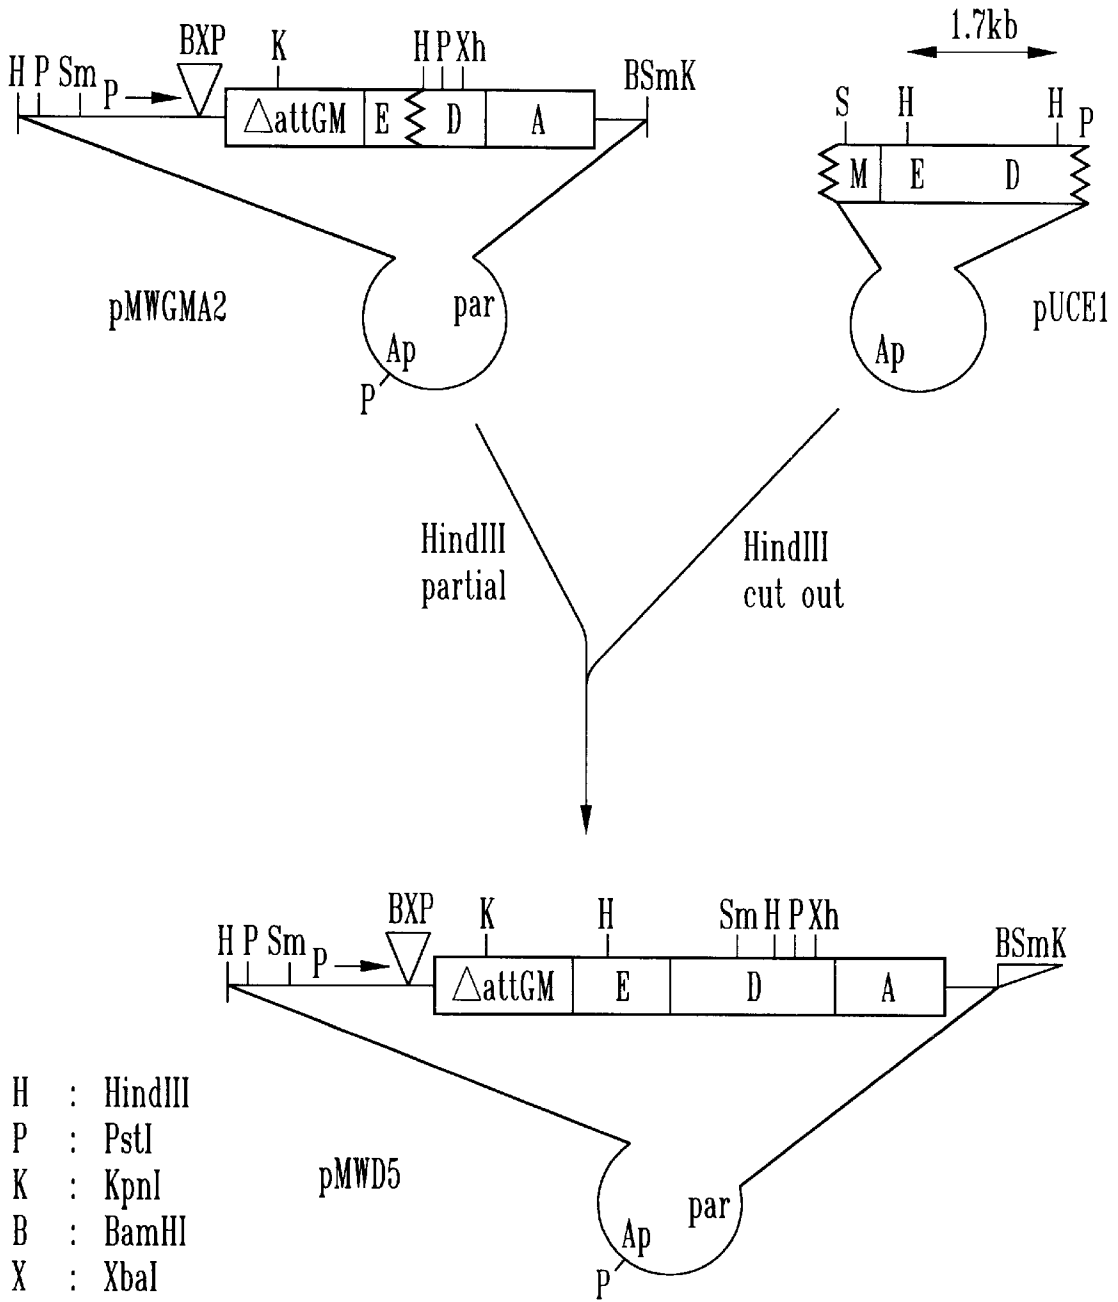 1.7kb
BXP
K
H P Xh
H P Sm
P
BSmK
△attGM E D A
S H H P
M E D
pMWGMA2
par
Ap
P
pUCE1
Ap
HindIII
partial
HindIII
cut out
BXP
K H Sm H P Xh
H P Sm
P
BSmK
△attGM E D A
pMWD5
par
Ap
P
H : HindIII
P : PstI
K : KpnI
B : BamHI
X : XbaI